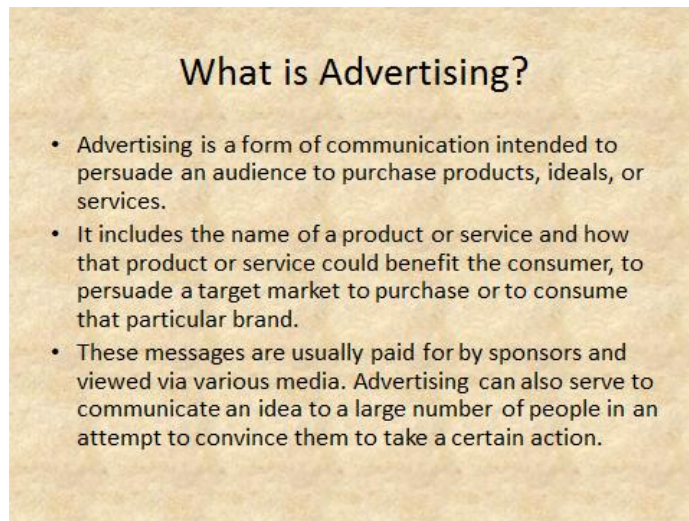 What is Advertising?
• Advertising is a form of communication intended to
persuade an audience to purchase products, ideals, or
services.
• It includes the name of a product or service and how
that product or service could benefit the consumer, to
persuade a target market to purchase or to consume
that particular brand.
• These messages are usually paid for by sponsors and
viewed via various media. Advertising can also serve to
communicate an idea to a large number of people in an
attempt to convince them to take a certain action.